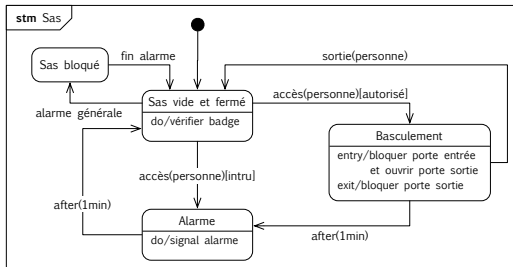 stm Sas
sortie(personne)
fin alarme
Sas bloqué
Sas vide et fermé
do/vérifier badge
accès(personne)[autorisé]
alarme générale
Basculement
entry/bloquer porte entrée
et ouvrir porte sortie
exit/bloquer porte sortie
accès(personne)[intru]
after(1min)
Alarme
do/signal alarme
after(1min)